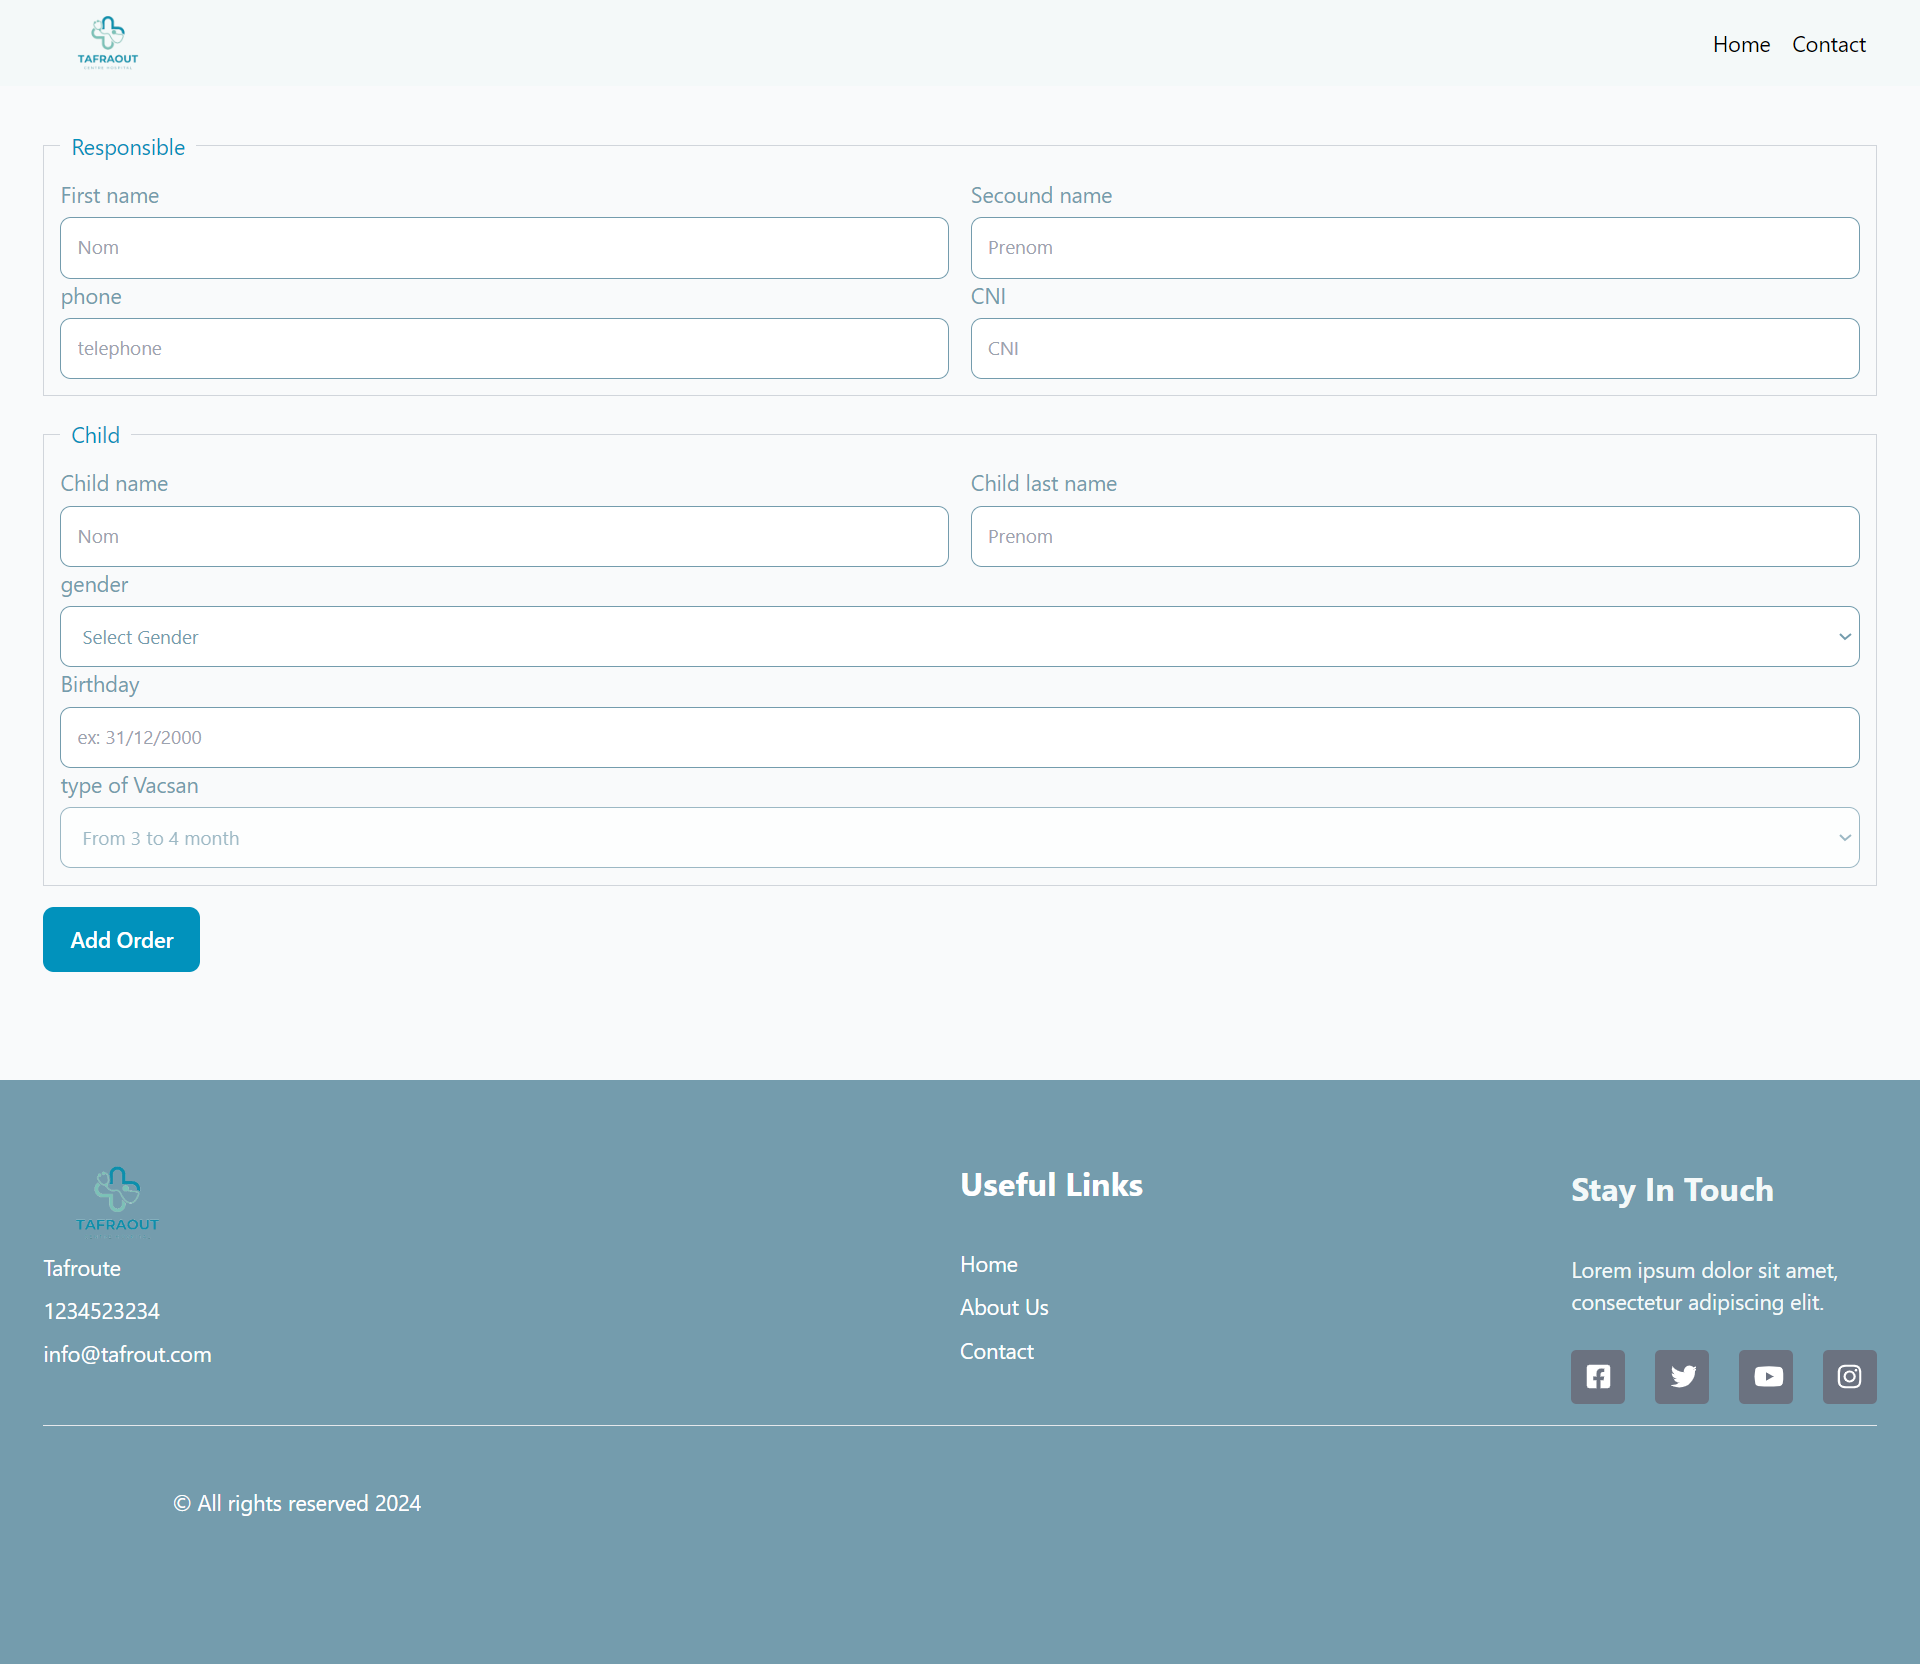 TAFRAOUT
Home Contact
Responsible
First name
Secound name
Nom
Prenom
phone
CNI
telephone
CNI
Child
Child name
Child last name
Nom
Prenom
gender
Select Gender
Birthday
ex: 31/12/2000
type of Vacsan
From 3 to 4 month
Add Order
TAFRAOUT
Tafroute
1234523234
info@tafrout.com
Useful Links
Home
About Us
Contact
Stay In Touch
Lorem ipsum dolor sit amet,
consectetur adipiscing elit.
© All rights reserved 2024